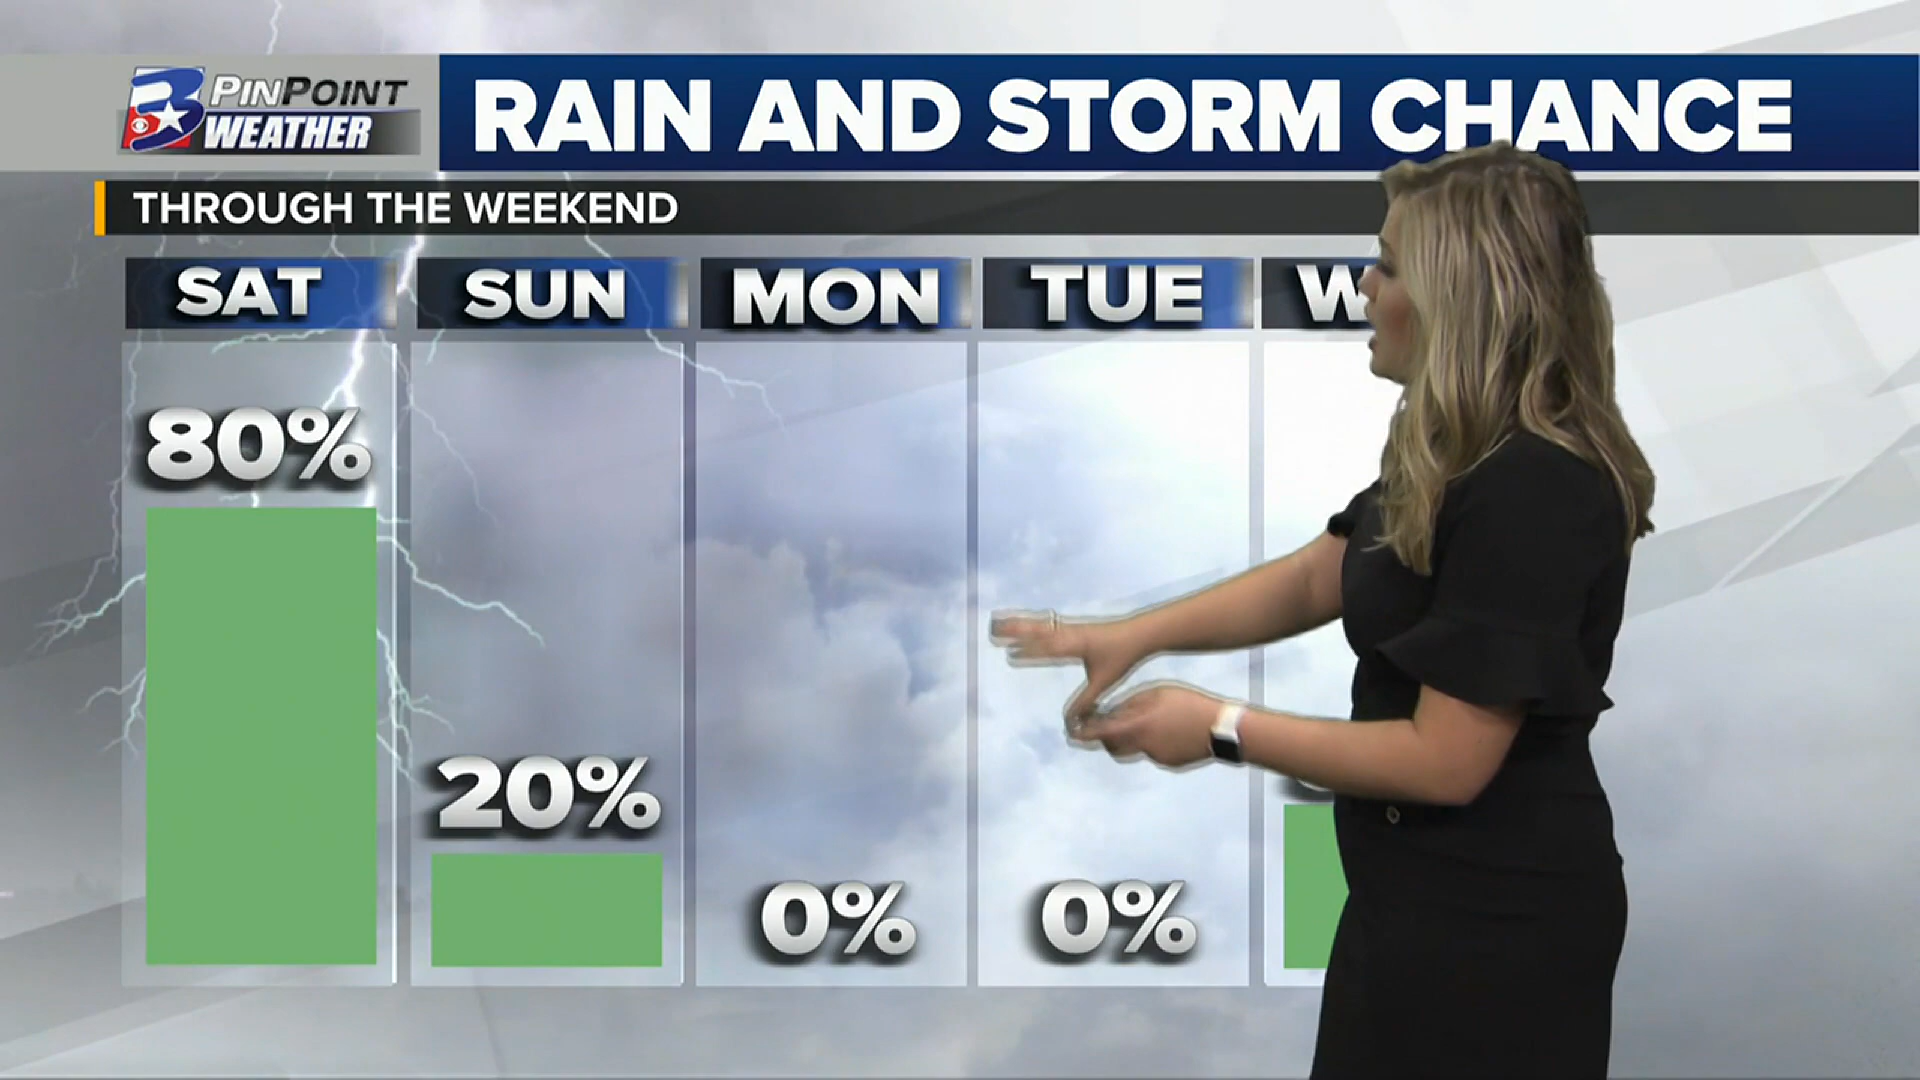 PINPOINT
WEATHER
RAIN AND STORM CHANCE
THROUGH THE WEEKEND
SAT SUN MON TUE W
80%
20%
0% 0%